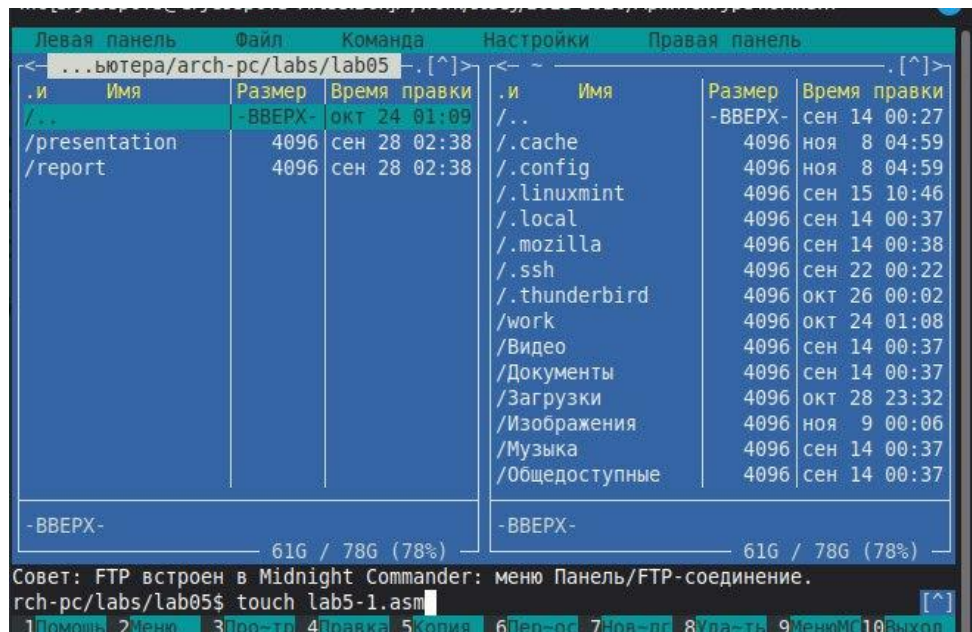 Левая панель Файл Команда Настройки Правая панель
<— ...ьютера/arch-pc/labs/lab05 —.[^]> <— ~ —.[^]>
.и Имя Размер Время правки .и Имя Размер Время правки
/.. -ВВЕРХ- окт 24 01:09 /.. -ВВЕРХ- сен 14 00:27
/presentation 4096 сен 28 02:38 /.cache 4096 ноя 8 04:59
/report 4096 сен 28 02:38 /.config 4096 ноя 8 04:59
/.linuxmint 4096 сен 15 10:46
/.local 4096 сен 14 00:37
/.mozilla 4096 сен 14 00:38
/.ssh 4096 сен 22 00:22
/.thunderbird 4096 окт 26 00:02
/work 4096 окт 24 01:08
/Видео 4096 сен 14 00:37
/Документы 4096 сен 14 00:37
/Загрузки 4096 окт 28 23:32
/Изображения 4096 ноя 9 00:06
/Музыка 4096 сен 14 00:37
/Общедоступные 4096 сен 14 00:37
-ВВЕРХ- -ВВЕРХ-
61G / 78G (78%) 61G / 78G (78%)
Совет: FTP встроен в Midnight Commander: меню Панель/FTP-соединение.
rch-pc/labs/lab05$ touch lab5-1.asm [^]
1Помощь 2Меню 3Про~тр 4Правка 5Копия 6Пер~ос 7Нов~лг 8Уда~ть 9МенюМС 10Выход